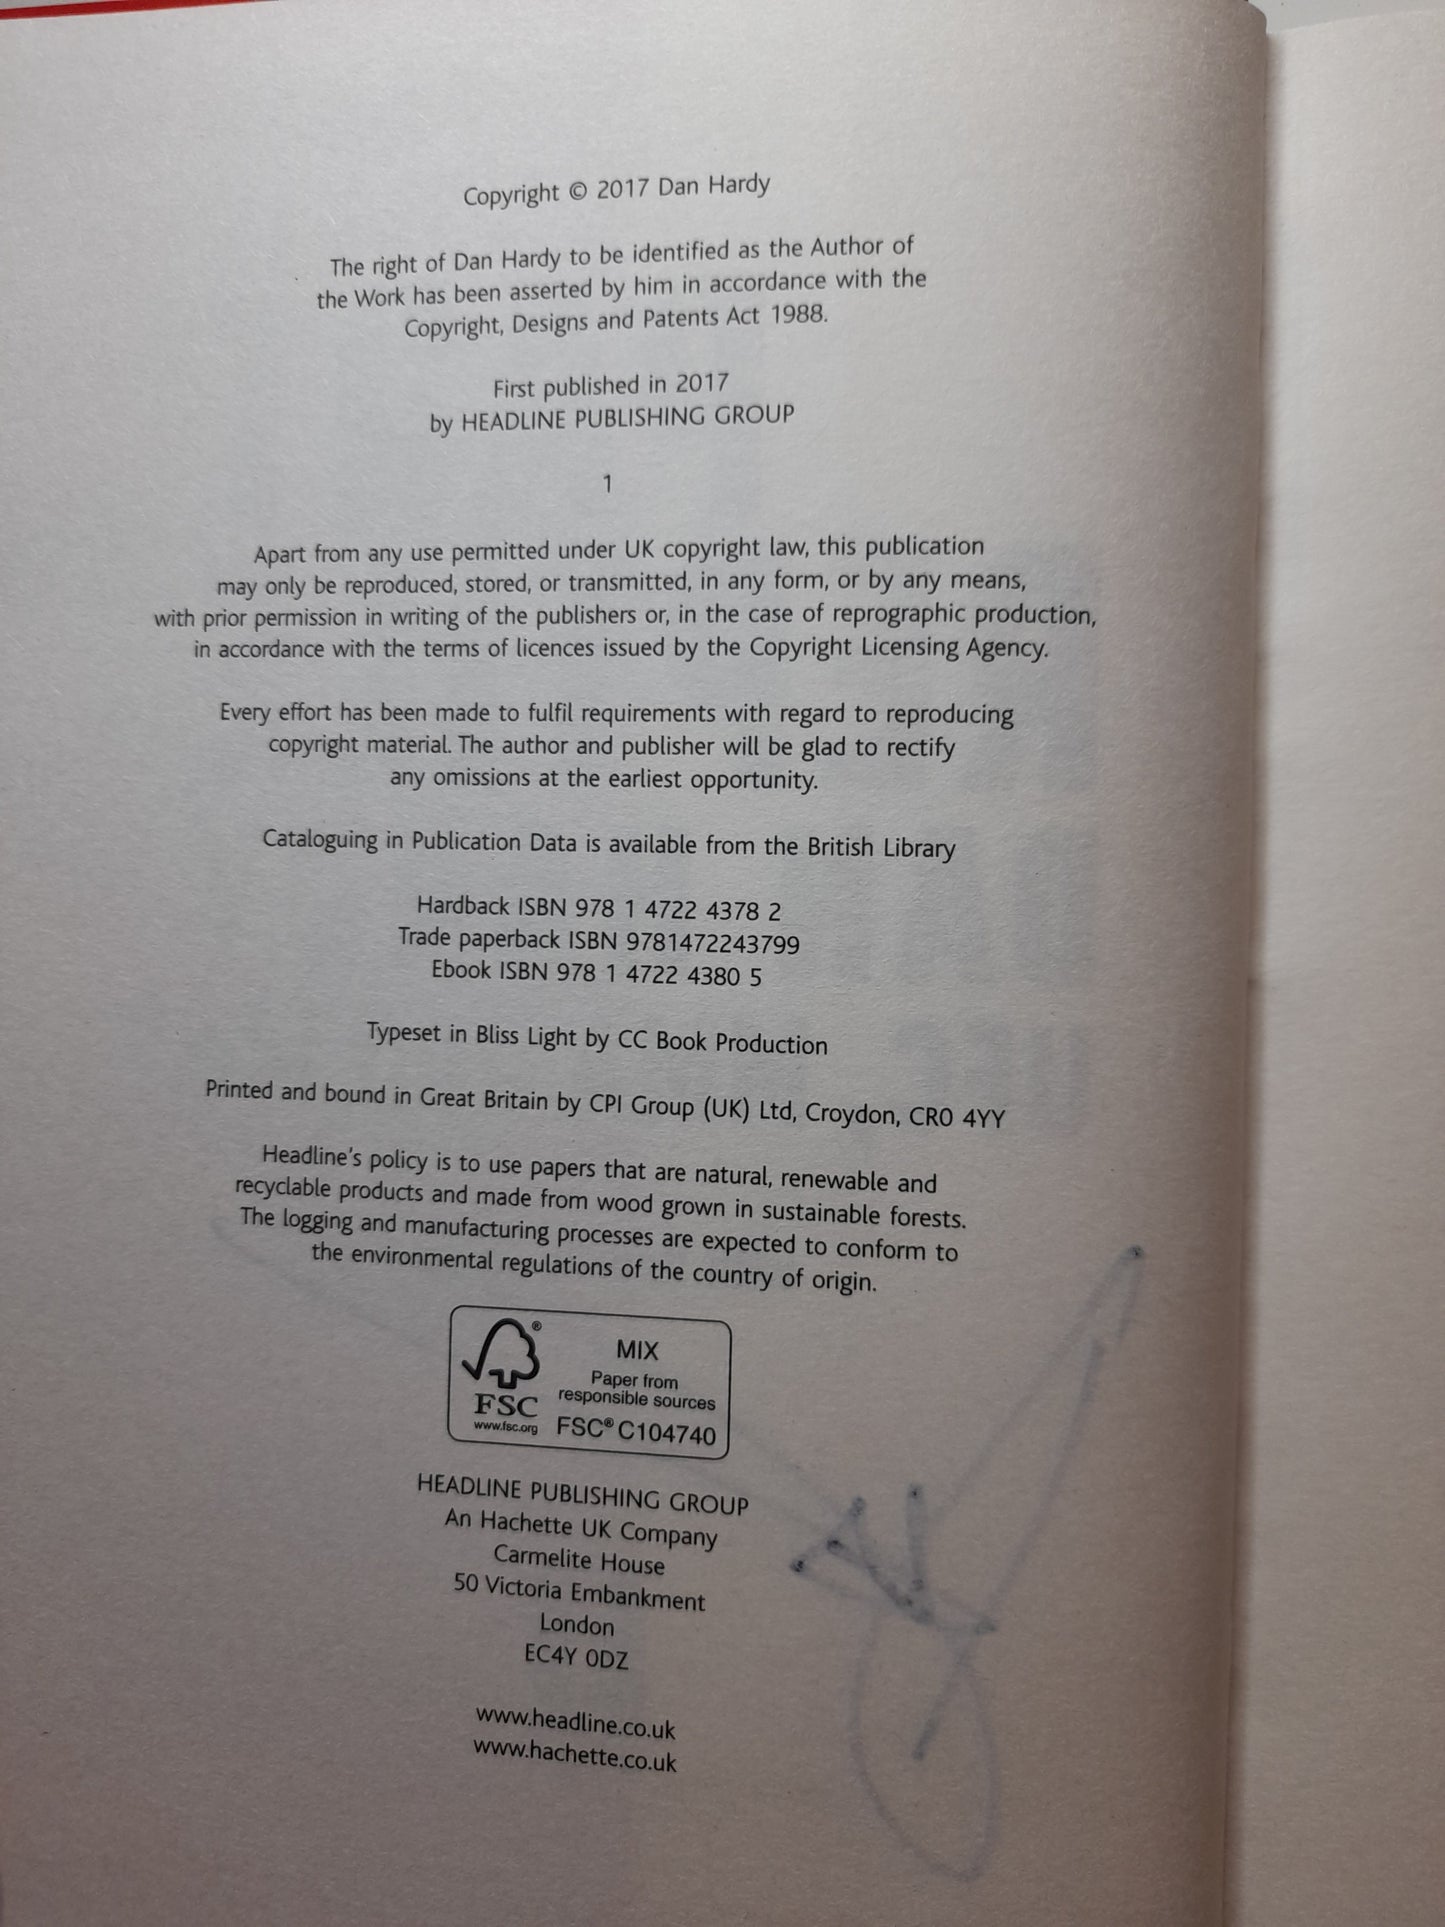 Copyright © 2017 Dan Hardy
The right of Dan Hardy to be identified as the Author of
the Work has been asserted by him in accordance with the
Copyright, Designs and Patents Act 1988.
First published in 2017
by HEADLINE PUBLISHING GROUP
1
Apart from any use permitted under UK copyright law, this publication
may only be reproduced, stored, or transmitted, in any form, or by any means,
with prior permission in writing of the publishers or, in the case of reprographic production,
in accordance with the terms of licences issued by the Copyright Licensing Agency.
Every effort has been made to fulfil requirements with regard to reproducing
copyright material. The author and publisher will be glad to rectify
any omissions at the earliest opportunity.
Cataloguing in Publication Data is available from the British Library
Hardback ISBN 978 1 4722 4378 2
Trade paperback ISBN 9781472243799
Ebook ISBN 978 1 4722 4380 5
Typeset in Bliss Light by CC Book Production
Printed and bound in Great Britain by CPI Group (UK) Ltd, Croydon, CR0 4YY
Headline's policy is to use papers that are natural, renewable and
recyclable products and made from wood grown in sustainable forests.
The logging and manufacturing processes are expected to conform to
the environmental regulations of the country of origin.
FSC
www.fsc.org
MIX
Paper from
responsible sources
FSC® C104740
HEADLINE PUBLISHING GROUP
An Hachette UK Company
Carmelite House
50 Victoria Embankment
London
EC4Y 0DZ
www.headline.co.uk
www.hachette.co.uk